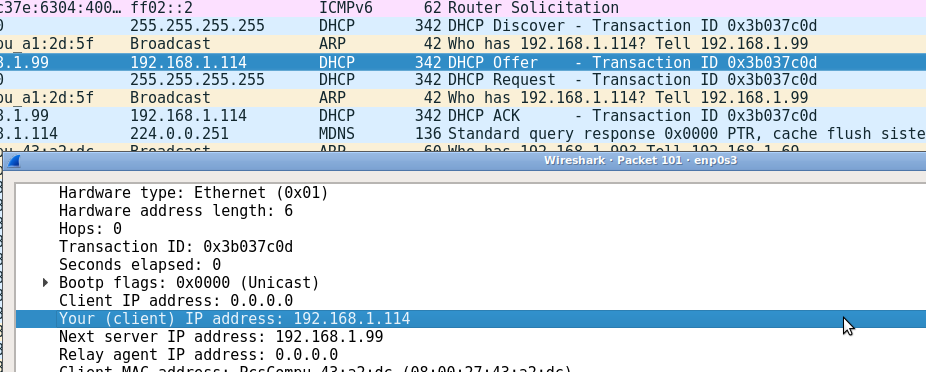 c37e:6304:400… ff02::2 ICMPv6 62 Router Solicitation
0 255.255.255.255 DHCP 342 DHCP Discover - Transaction ID 0x3b037c0d
pu_a1:2d:5f Broadcast ARP 42 Who has 192.168.1.114? Tell 192.168.1.99
3.1.99 192.168.1.114 DHCP 342 DHCP Offer - Transaction ID 0x3b037c0d
0 255.255.255.255 DHCP 342 DHCP Request - Transaction ID 0x3b037c0d
pu_a1:2d:5f Broadcast ARP 42 Who has 192.168.1.114? Tell 192.168.1.99
3.1.99 192.168.1.114 DHCP 342 DHCP ACK - Transaction ID 0x3b037c0d
3.1.114 224.0.0.251 MDNS 136 Standard query response 0x0000 PTR, cache flush siste
pu_43:a2:dc Broadcast ARP 60 Who has 192.168.1.99? Tell 192.168.1.69
Wireshark · Packet 101 · enp0s3
Hardware type: Ethernet (0x01)
Hardware address length: 6
Hops: 0
Transaction ID: 0x3b037c0d
Seconds elapsed: 0
Bootp flags: 0x0000 (Unicast)
Client IP address: 0.0.0.0
Your (client) IP address: 192.168.1.114
Next server IP address: 192.168.1.99
Relay agent IP address: 0.0.0.0
Client MAC address: PcsCompu_43:a2:dc (08:00:27:43:a2:dc)